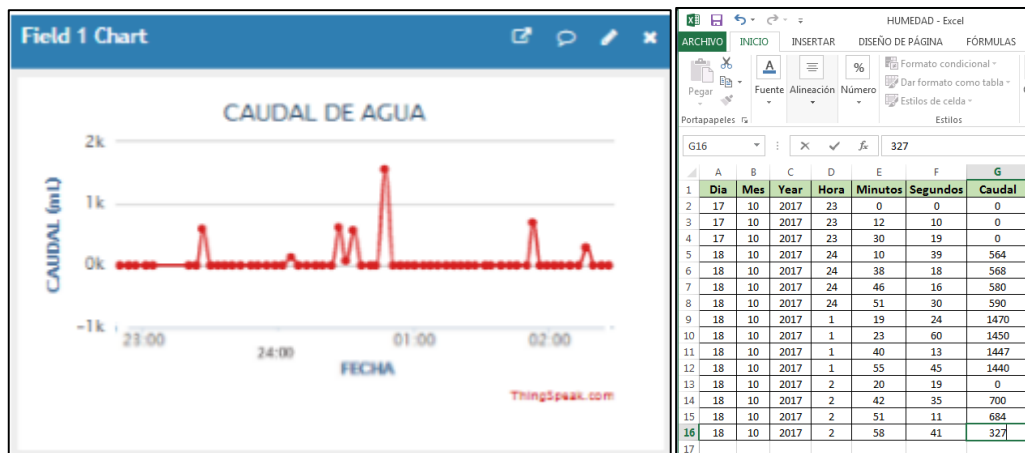 Field 1 Chart
CAUDAL DE AGUA
2k
1k
0k
-1k
CAUDAL (mL)
23:00
24:00
01:00
02:00
FECHA
ThingSpeak.com
HUMEDAD - Excel
ARCHIVO INICIO INSERTAR DISEÑO DE PÁGINA FÓRMULAS
Pegar
Fuente Alineación Número
Formato condicional
Dar formato como tabla
Estilos de celda
Portapapeles Estilos
G16 fx 327
A B C D E F G
1 Dia Mes Year Hora Minutos Segundos Caudal
2 17 10 2017 23 0 0 0
3 17 10 2017 23 12 10 0
4 17 10 2017 23 30 19 0
5 18 10 2017 24 10 39 564
6 18 10 2017 24 38 18 568
7 18 10 2017 24 46 16 580
8 18 10 2017 24 51 30 590
9 18 10 2017 1 19 24 1470
10 18 10 2017 1 23 60 1450
11 18 10 2017 1 40 13 1447
12 18 10 2017 1 55 45 1440
13 18 10 2017 2 20 19 0
14 18 10 2017 2 42 35 700
15 18 10 2017 2 51 11 684
16 18 10 2017 2 58 41 327
17